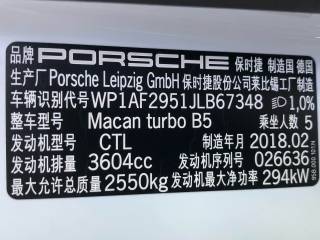 品牌 PORSCHE 保时捷 制造国 德国
生产厂 Porsche Leipzig GmbH 保时捷股份公司莱比锡工厂制造
车辆识别代号 WP1AF2951JLB67348 1,0%
整车型号 Macan turbo B5 乘坐人数 5
发动机型号 CTL 制造年月 2018.02
发动机排量 3604cc 发动机序列号 026636
最大允许总质量 2550kg 发动机最大净功率 294kW